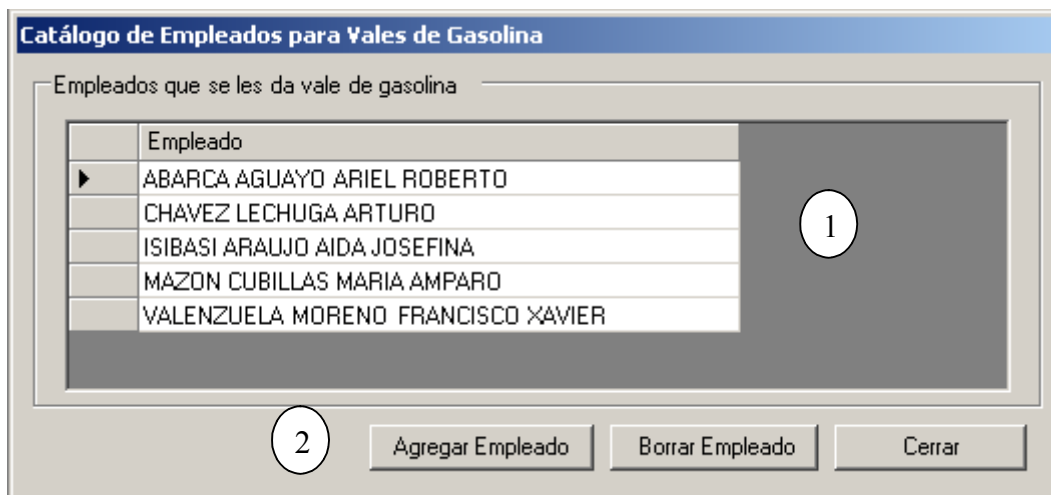 Catálogo de Empleados para Vales de Gasolina
Empleados que se les da vale de gasolina
Empleado
ABARCA AGUAYO ARIEL ROBERTO
CHAVEZ LECHUGA ARTURO
ISIBASI ARAUJO AIDA JOSEFINA
MAZON CUBILLAS MARIA AMPARO
VALENZUELA MORENO FRANCISCO XAVIER
1
2
Agregar Empleado Borrar Empleado Cerrar